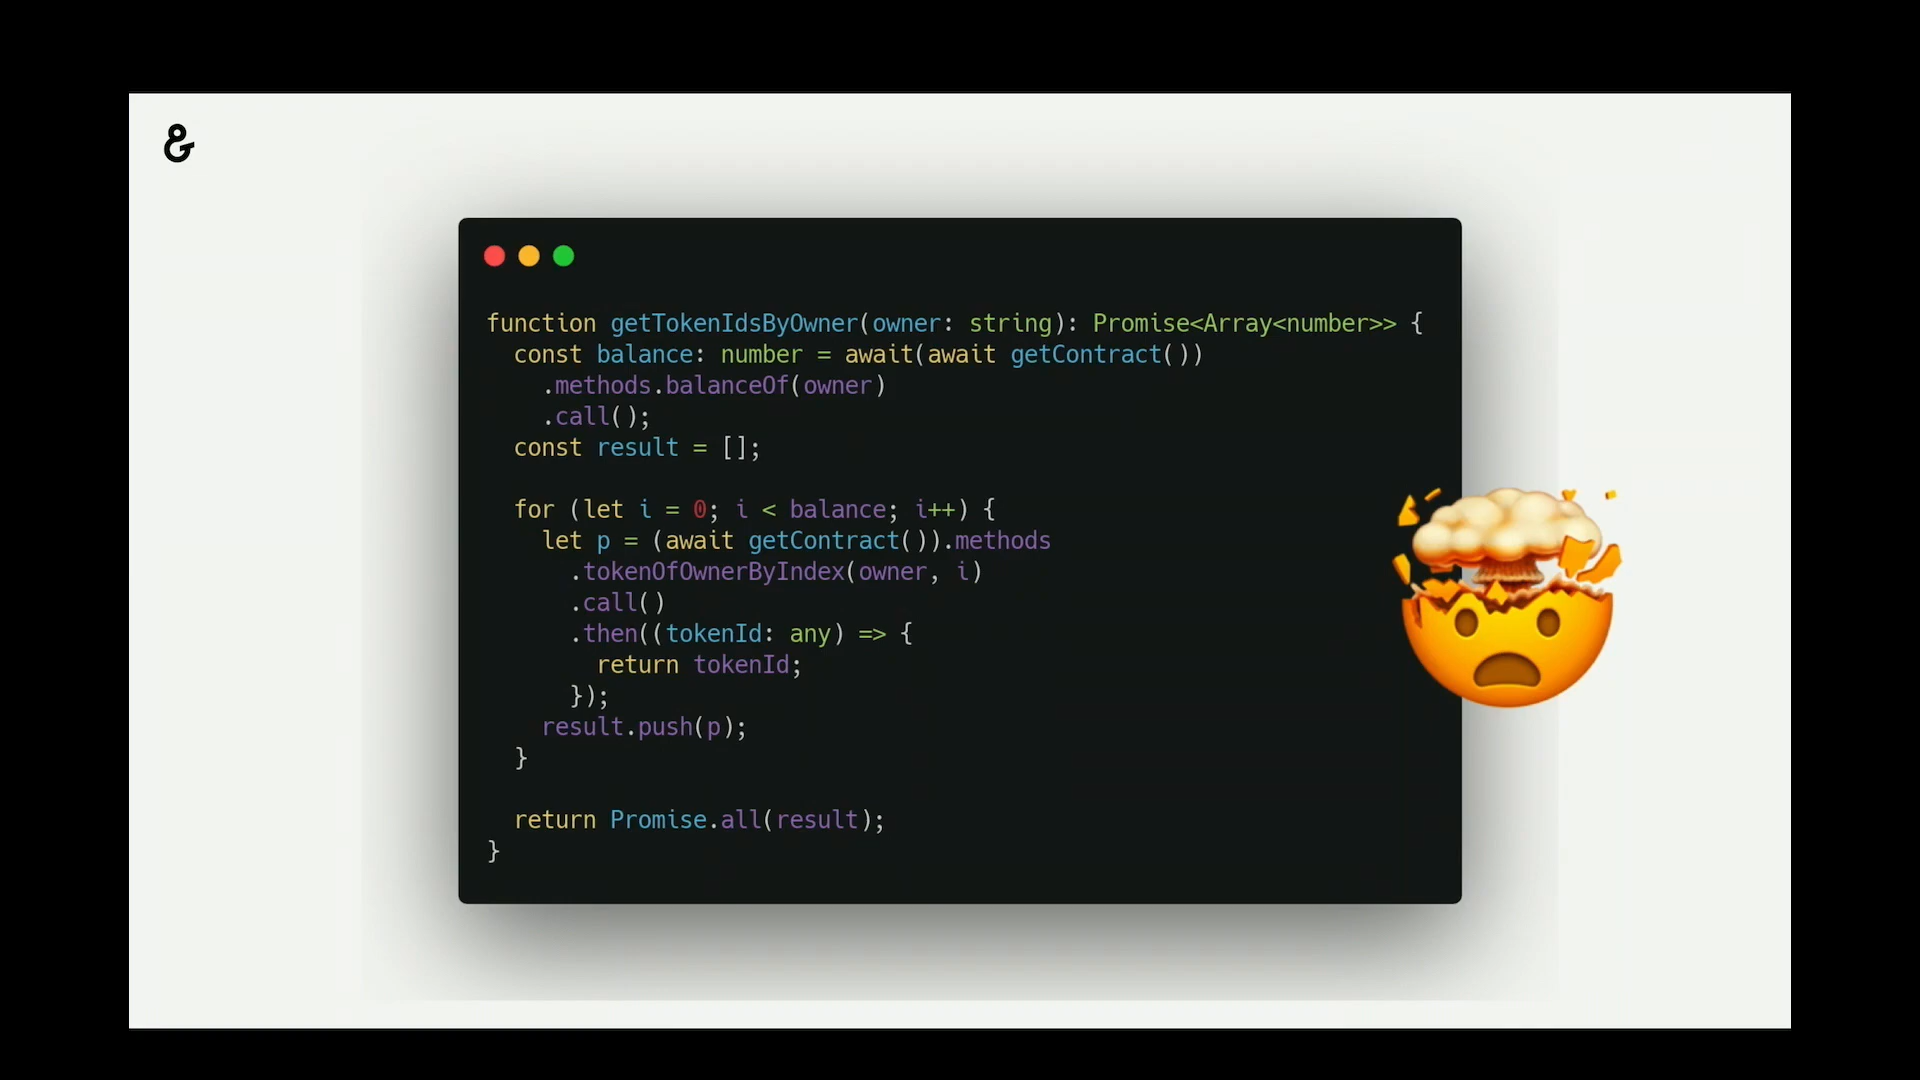 &
function getTokenIdsByOwner(owner: string): Promise<Array<number>> {
  const balance: number = await(await getContract())
    .methods.balanceOf(owner)
    .call();
  const result = [];

  for (let i = 0; i < balance; i++) {
    let p = (await getContract()).methods
      .tokenOfOwnerByIndex(owner, i)
      .call()
      .then((tokenId: any) => {
        return tokenId;
      });
    result.push(p);
  }

  return Promise.all(result);
}